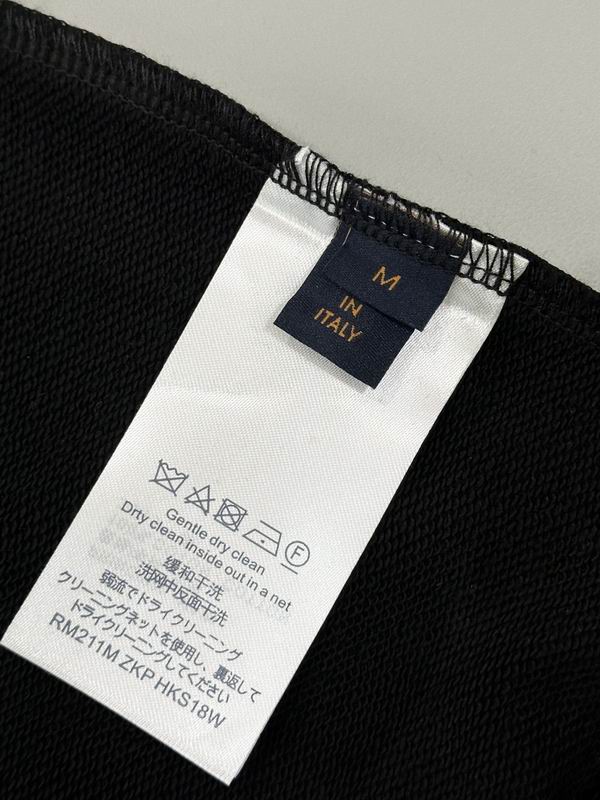 M
IN
ITALY
F
Gentle dry clean
Drty clean inside out in a net
缓和干洗
洗网中反面干洗
弱流でドライクリーニング
クリーニングネットを使用し、裏返して
ドライクリーニングしてください
RM211M ZKP HKS18W